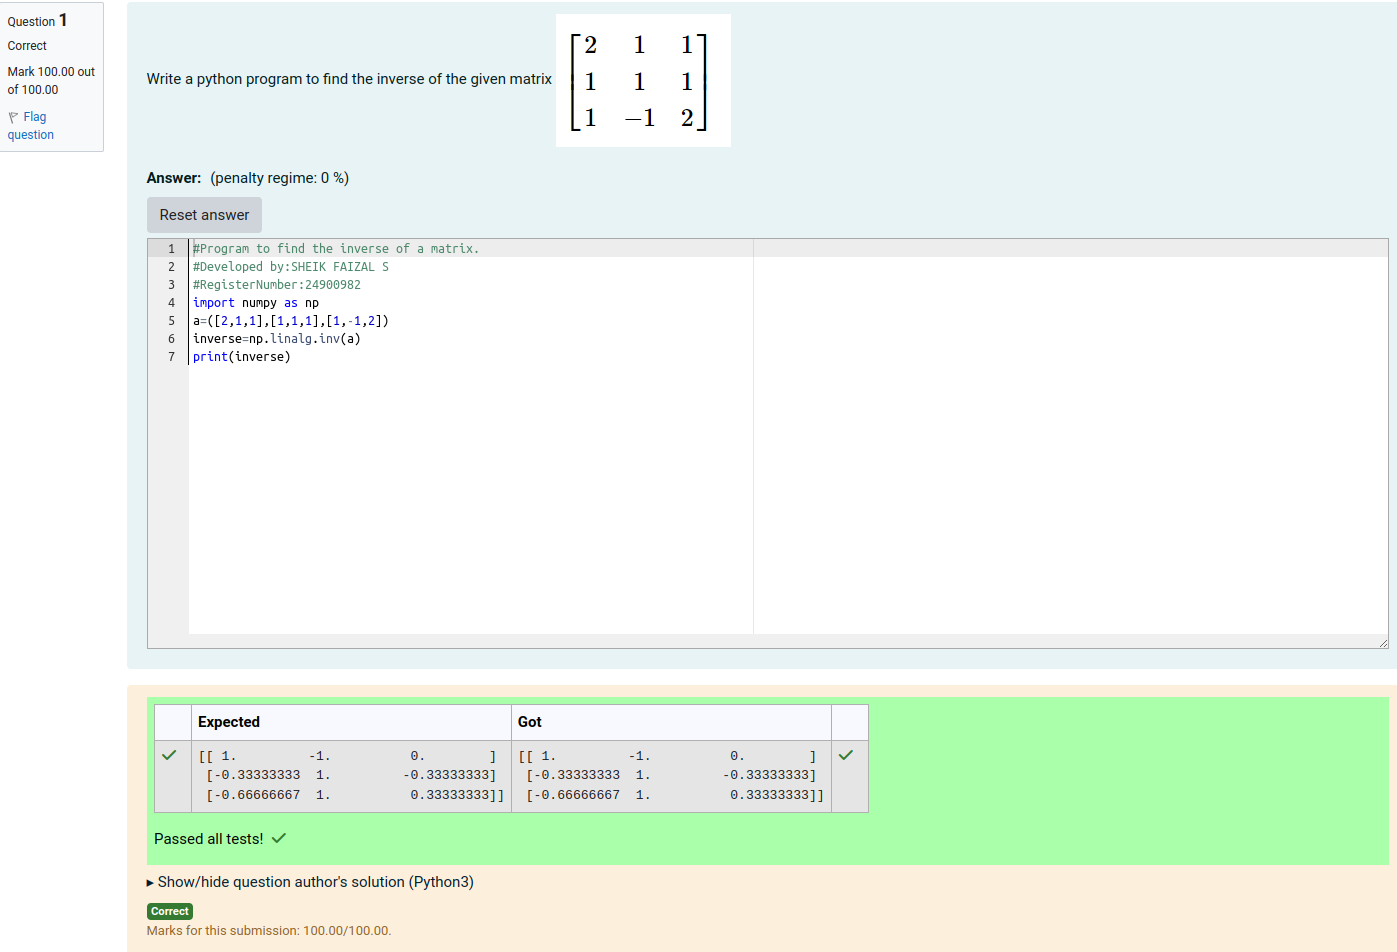 Question 1
Correct
Mark 100.00 out
of 100.00
Flag
question
Write a python program to find the inverse of the given matrix
2 1 1
1 1 1
1 −1 2
Answer: (penalty regime: 0 %)
Reset answer
1 #Program to find the inverse of a matrix.
2 #Developed by:SHEIK FAIZAL S
3 #RegisterNumber:24900982
4 import numpy as np
5 a=([2,1,1],[1,1,1],[1,-1,2])
6 inverse=np.linalg.inv(a)
7 print(inverse)
Expected Got
[[ 1. -1. 0. ] [[ 1. -1. 0. ]
[-0.33333333 1. -0.33333333] [-0.33333333 1. -0.33333333]
[-0.66666667 1. 0.33333333]] [-0.66666667 1. 0.33333333]]
Passed all tests!
Show/hide question author's solution (Python3)
Correct
Marks for this submission: 100.00/100.00.